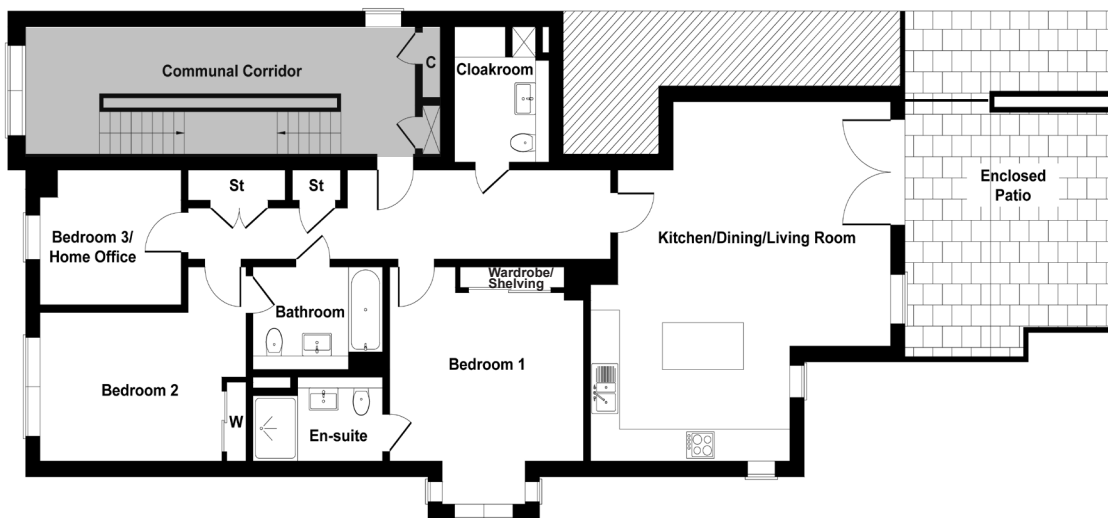 Communal Corridor
C
Cloakroom
St
St
Bedroom 3/
Home Office
Kitchen/Dining/Living Room
Enclosed
Patio
Wardrobe/
Shelving
Bathroom
Bedroom 1
Bedroom 2
W
En-suite